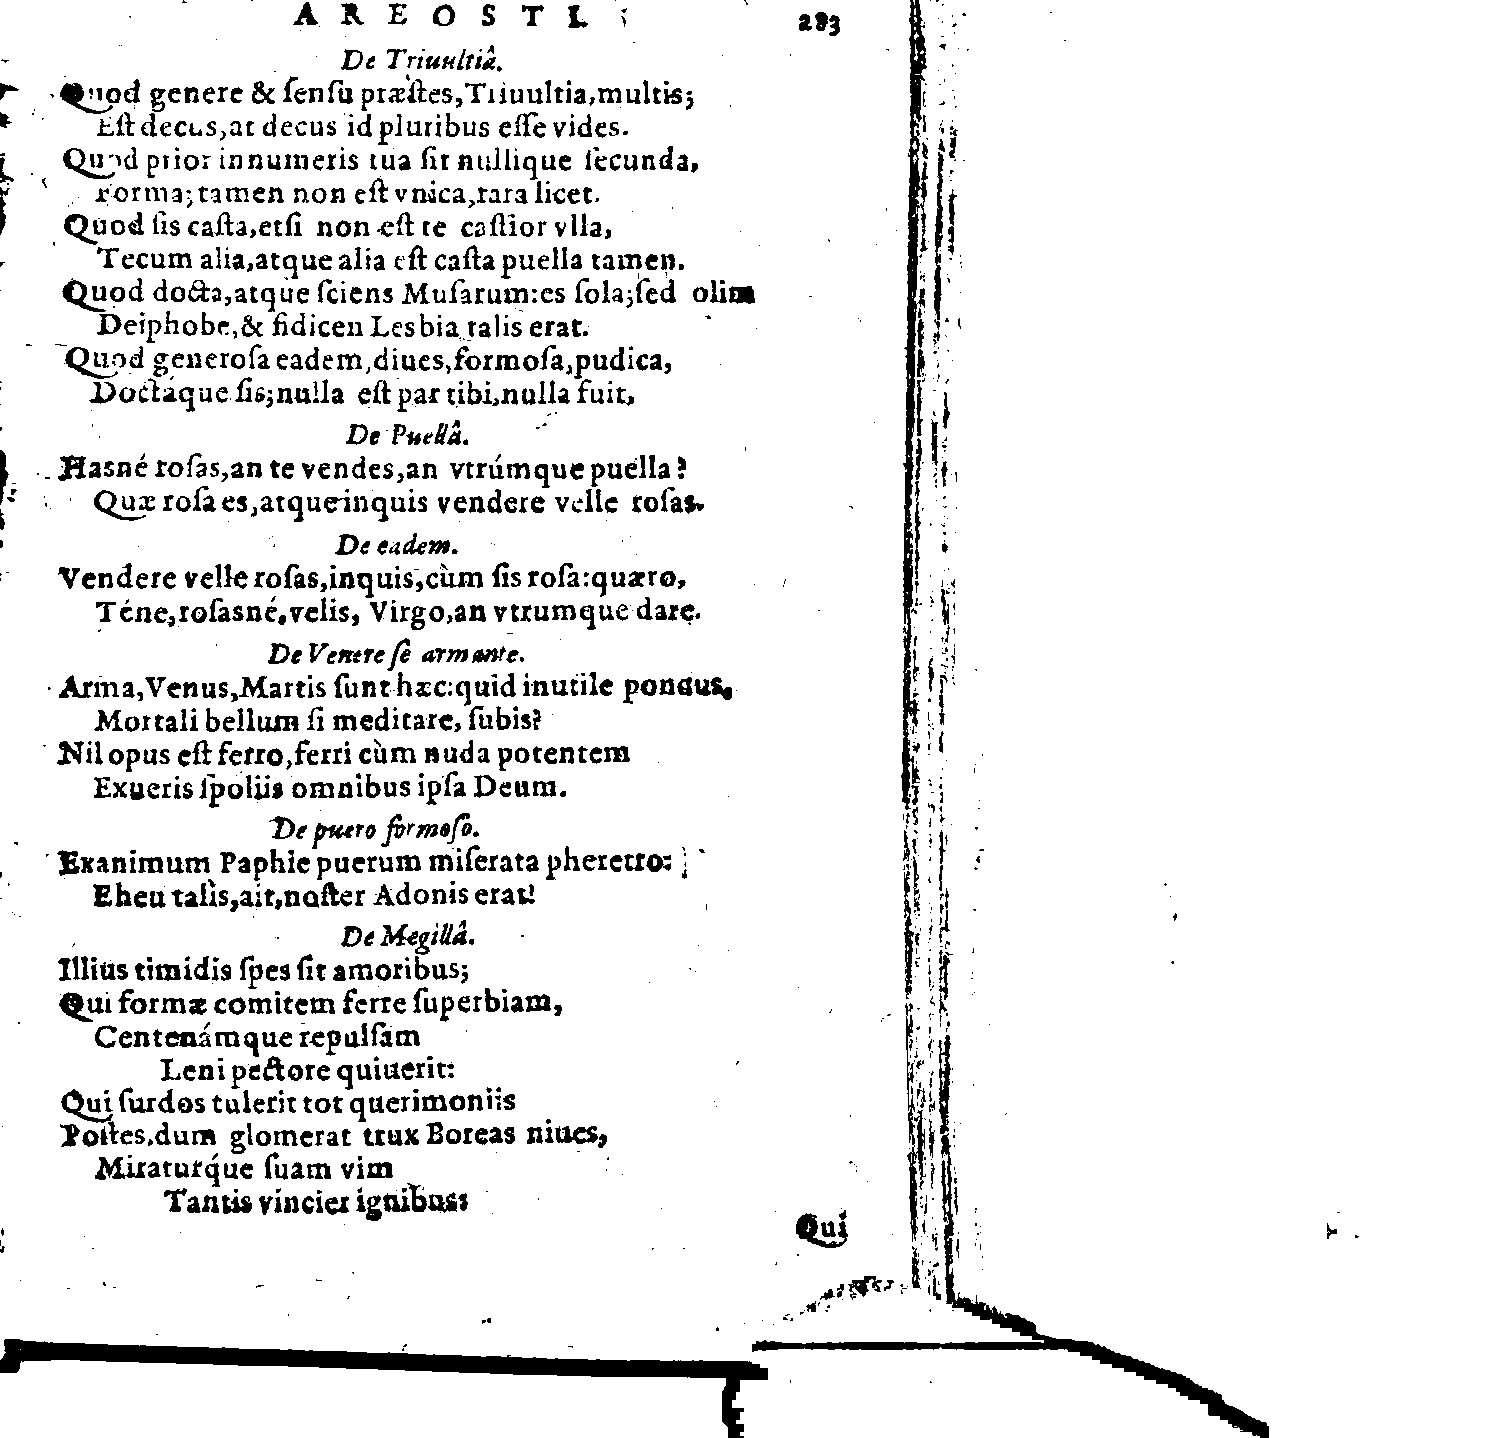 AREOSTI. 283
De Triuultiâ.
Quod genere & ſenſu præſtes, Triuultia, multis;
Eſt decus, at decus id pluribus eſſe vides.
Quod prior innumeris tua ſit nullique ſecunda,
Forma; tamen non eſt vnica, rara licet.
Quod ſis caſta, etſi non eſt te caſtior vlla,
Tecum alia, atque alia eſt caſta puella tamen.
Quod docta, atque ſciens Muſarum: es ſola; ſed olim
Deiphobe, & fidicen Lesbia talis erat.
Quod generoſa eadem, diues, formoſa, pudica,
Doctáque ſis; nulla eſt par tibi, nulla fuit.
De Puellâ.
Hasné roſas, an te vendes, an vtrúmque puella?
Quæ roſa es, atque inquis vendere velle roſas.
De eadem.
Vendere velle roſas, inquis, cùm ſis roſa: quæro,
Téne, roſasné, velis, Virgo, an vtrumque dare.
De Venere ſe armante.
Arma, Venus, Martis ſunt hæc: quid inutile pondus,
Mortali bellum ſi meditare, ſubis?
Nil opus eſt ferro, ferri cùm nuda potentem
Exueris ſpoliis omnibus ipſa Deum.
De puero formoſo.
Exanimum Paphie puerum miſerata pheretro:
Eheu talis, ait, noſter Adonis erat!
De Megillâ.
Illius timidis ſpes ſit amoribus;
Qui formæ comitem ferre ſuperbiam,
Centenámque repulſam
Leni pectore quiuerit:
Qui ſurdos tulerit tot querimoniis
Poſtes, dum glomerat trux Boreas niues,
Miratur q́ue ſuam vim
Tantis vincier ignibus:
Qui